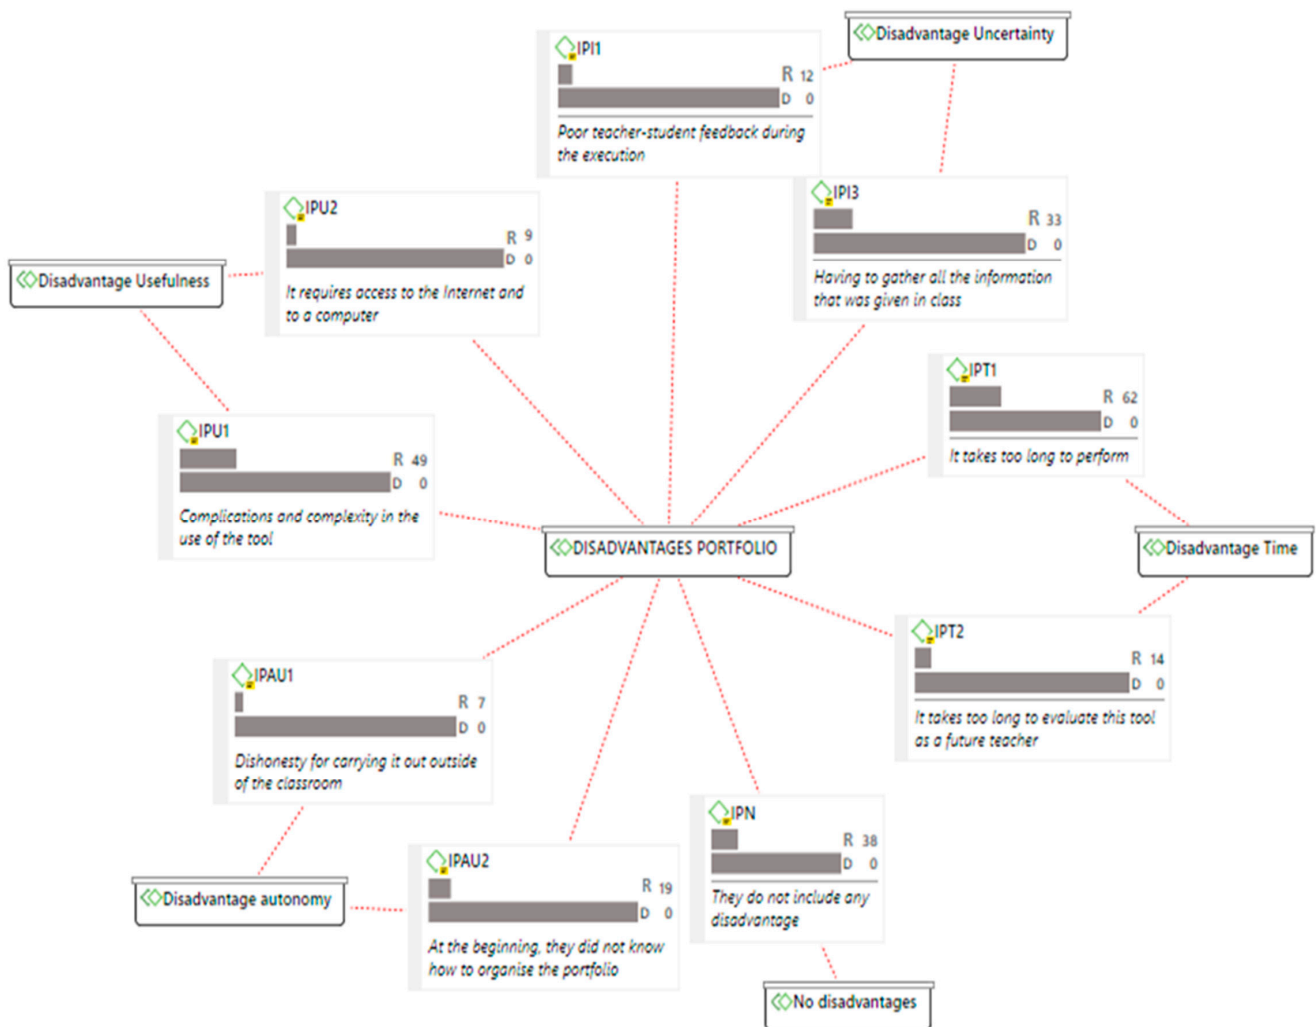 Disadvantage Uncertainty
IPI1
R 12
D 0
Poor teacher-student feedback during
the execution
IPI3
R 33
D 0
Having to gather all the information
that was given in class
IPU2
R 9
D 0
It requires access to the Internet and
to a computer
Disadvantage Usefulness
IPT1
R 62
D 0
It takes too long to perform
IPU1
R 49
D 0
Complications and complexity in the
use of the tool
DISADVANTAGES PORTFOLIO
Disadvantage Time
IPT2
R 14
D 0
It takes too long to evaluate this tool
as a future teacher
IPAU1
R 7
D 0
Dishonesty for carrying it out outside
of the classroom
IPN
R 38
D 0
They do not include any
disadvantage
IPAU2
R 19
D 0
At the beginning, they did not know
how to organise the portfolio
Disadvantage autonomy
No disadvantages